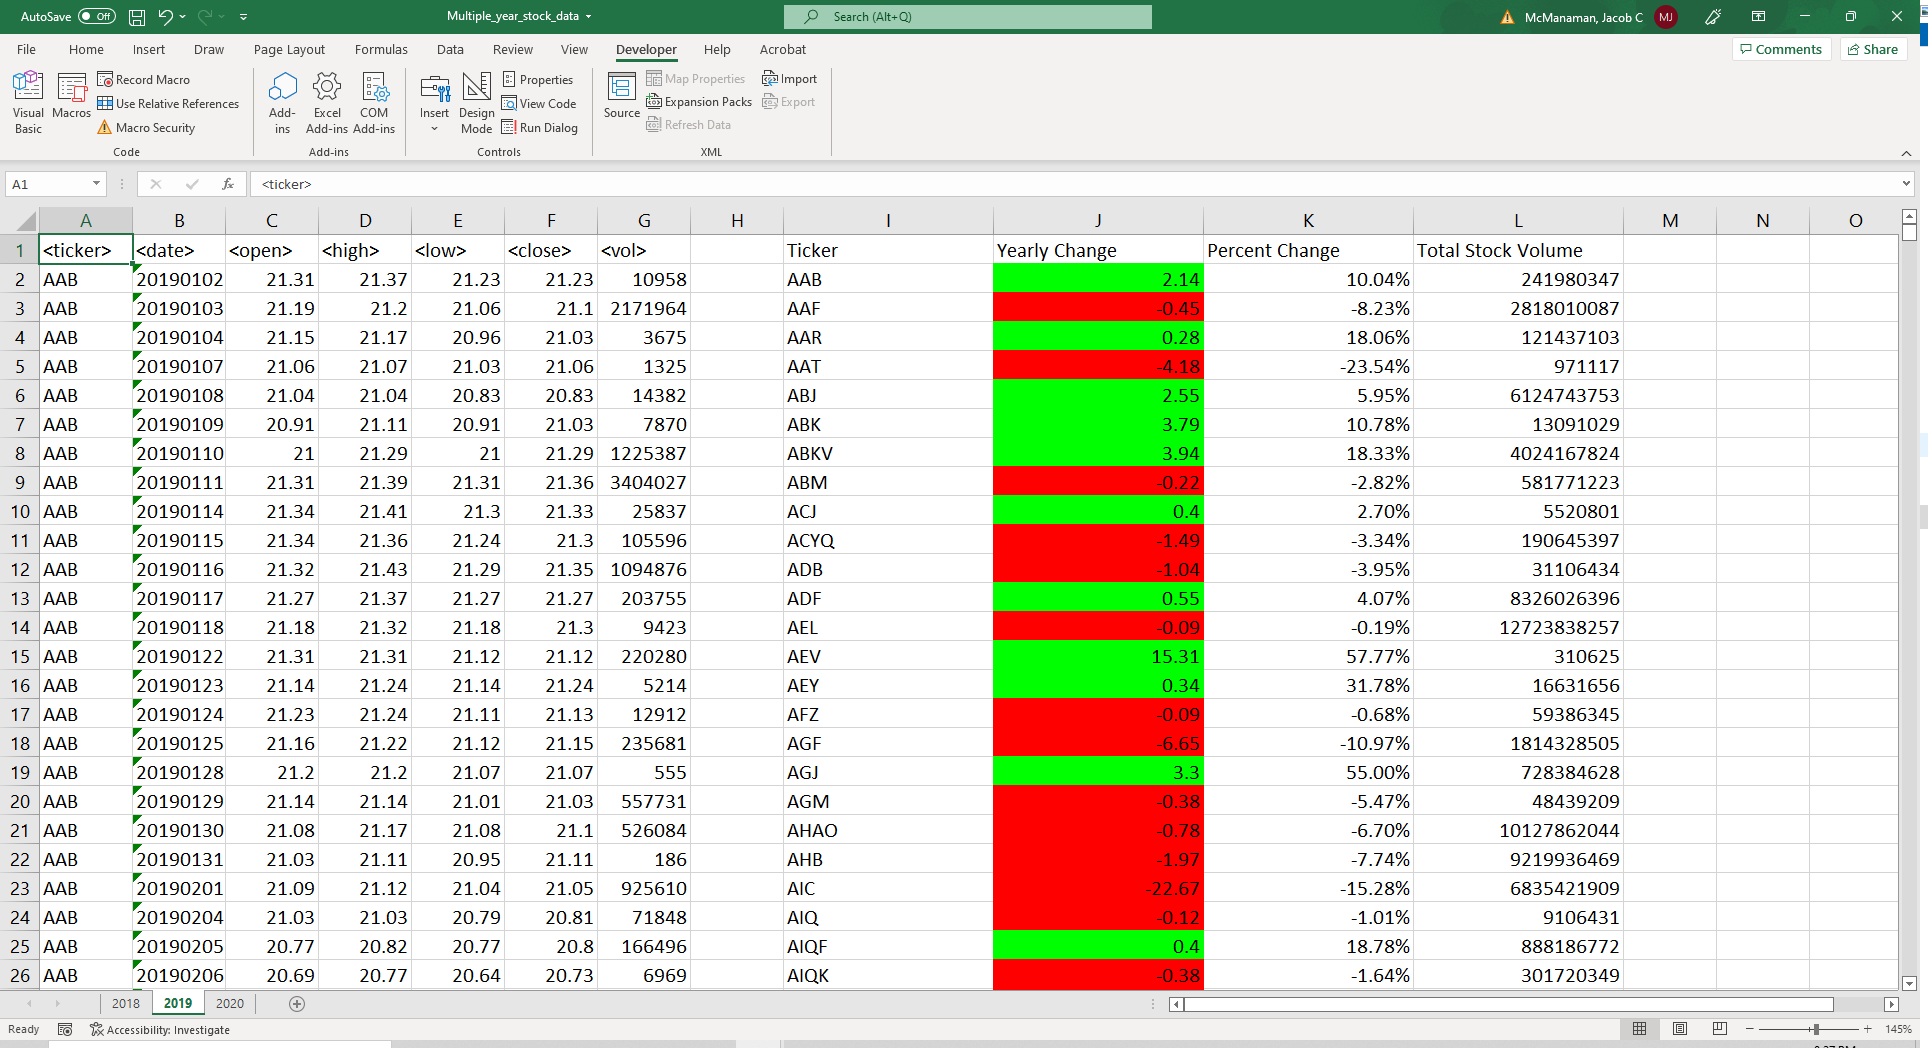 AutoSave Off Multiple_year_stock_data Search (Alt+Q) McManaman, Jacob C MJ
File Home Insert Draw Page Layout Formulas Data Review View Developer Help Acrobat Comments Share
Visual Basic Macros Record Macro Use Relative References Macro Security Code
Add-ins Excel Add-ins COM Add-ins Add-ins
Insert Design Mode Properties View Code Run Dialog Controls
Source Map Properties Expansion Packs Refresh Data Import Export XML
A1 fx <ticker>
A B C D E F G H I J K L M N O
1 <ticker> <date> <open> <high> <low> <close> <vol> Ticker Yearly Change Percent Change Total Stock Volume
2 AAB 20190102 21.31 21.37 21.23 21.23 10958 AAB 2.14 10.04% 241980347
3 AAB 20190103 21.19 21.2 21.06 21.1 2171964 AAF -0.45 -8.23% 2818010087
4 AAB 20190104 21.15 21.17 20.96 21.03 3675 AAR 0.28 18.06% 121437103
5 AAB 20190107 21.06 21.07 21.03 21.06 1325 AAT -4.18 -23.54% 971117
6 AAB 20190108 21.04 21.04 20.83 20.83 14382 ABJ 2.55 5.95% 6124743753
7 AAB 20190109 20.91 21.11 20.91 21.03 7870 ABK 3.79 10.78% 13091029
8 AAB 20190110 21 21.29 21 21.29 1225387 ABKV 3.94 18.33% 4024167824
9 AAB 20190111 21.31 21.39 21.31 21.36 3404027 ABM -0.22 -2.82% 581771223
10 AAB 20190114 21.34 21.41 21.3 21.33 25837 ACJ 0.4 2.70% 5520801
11 AAB 20190115 21.34 21.36 21.24 21.3 105596 ACYQ -1.49 -3.34% 190645397
12 AAB 20190116 21.32 21.43 21.29 21.35 1094876 ADB -1.04 -3.95% 31106434
13 AAB 20190117 21.27 21.37 21.27 21.27 203755 ADF 0.55 4.07% 8326026396
14 AAB 20190118 21.18 21.32 21.18 21.3 9423 AEL -0.09 -0.19% 12723838257
15 AAB 20190122 21.31 21.31 21.12 21.12 220280 AEV 15.31 57.77% 310625
16 AAB 20190123 21.14 21.24 21.14 21.24 5214 AEY 0.34 31.78% 16631656
17 AAB 20190124 21.23 21.24 21.11 21.13 12912 AFZ -0.09 -0.68% 59386345
18 AAB 20190125 21.16 21.22 21.12 21.15 235681 AGF -6.65 -10.97% 1814328505
19 AAB 20190128 21.2 21.2 21.07 21.07 555 AGJ 3.3 55.00% 728384628
20 AAB 20190129 21.14 21.14 21.01 21.03 557731 AGM -0.38 -5.47% 48439209
21 AAB 20190130 21.08 21.17 21.08 21.1 526084 AHAO -0.78 -6.70% 10127862044
22 AAB 20190131 21.03 21.11 20.95 21.11 186 AHB -1.97 -7.74% 9219936469
23 AAB 20190201 21.09 21.12 21.04 21.05 925610 AIC -22.67 -15.28% 6835421909
24 AAB 20190204 21.03 21.03 20.79 20.81 71848 AIQ -0.12 -1.01% 9106431
25 AAB 20190205 20.77 20.82 20.77 20.8 166496 AIQF 0.4 18.78% 888186772
26 AAB 20190206 20.69 20.77 20.64 20.73 6969 AIQK -0.38 -1.64% 301720349
2018 2019 2020
Ready Accessibility: Investigate 145%